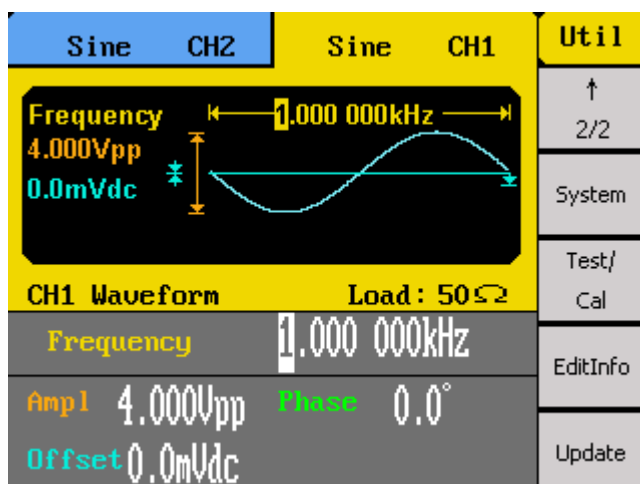 Sine CH2
Sine CH1
Util
Frequency
1.000 000kHz
4.000Vpp
0.0mVdc
↑
2/2
System
Test/
Cal
EditInfo
Update
CH1 Waveform
Load: 50Ω
Frequency 1.000 000kHz
Ampl 4.000Vpp Phase 0.0°
Offset 0.0mVdc